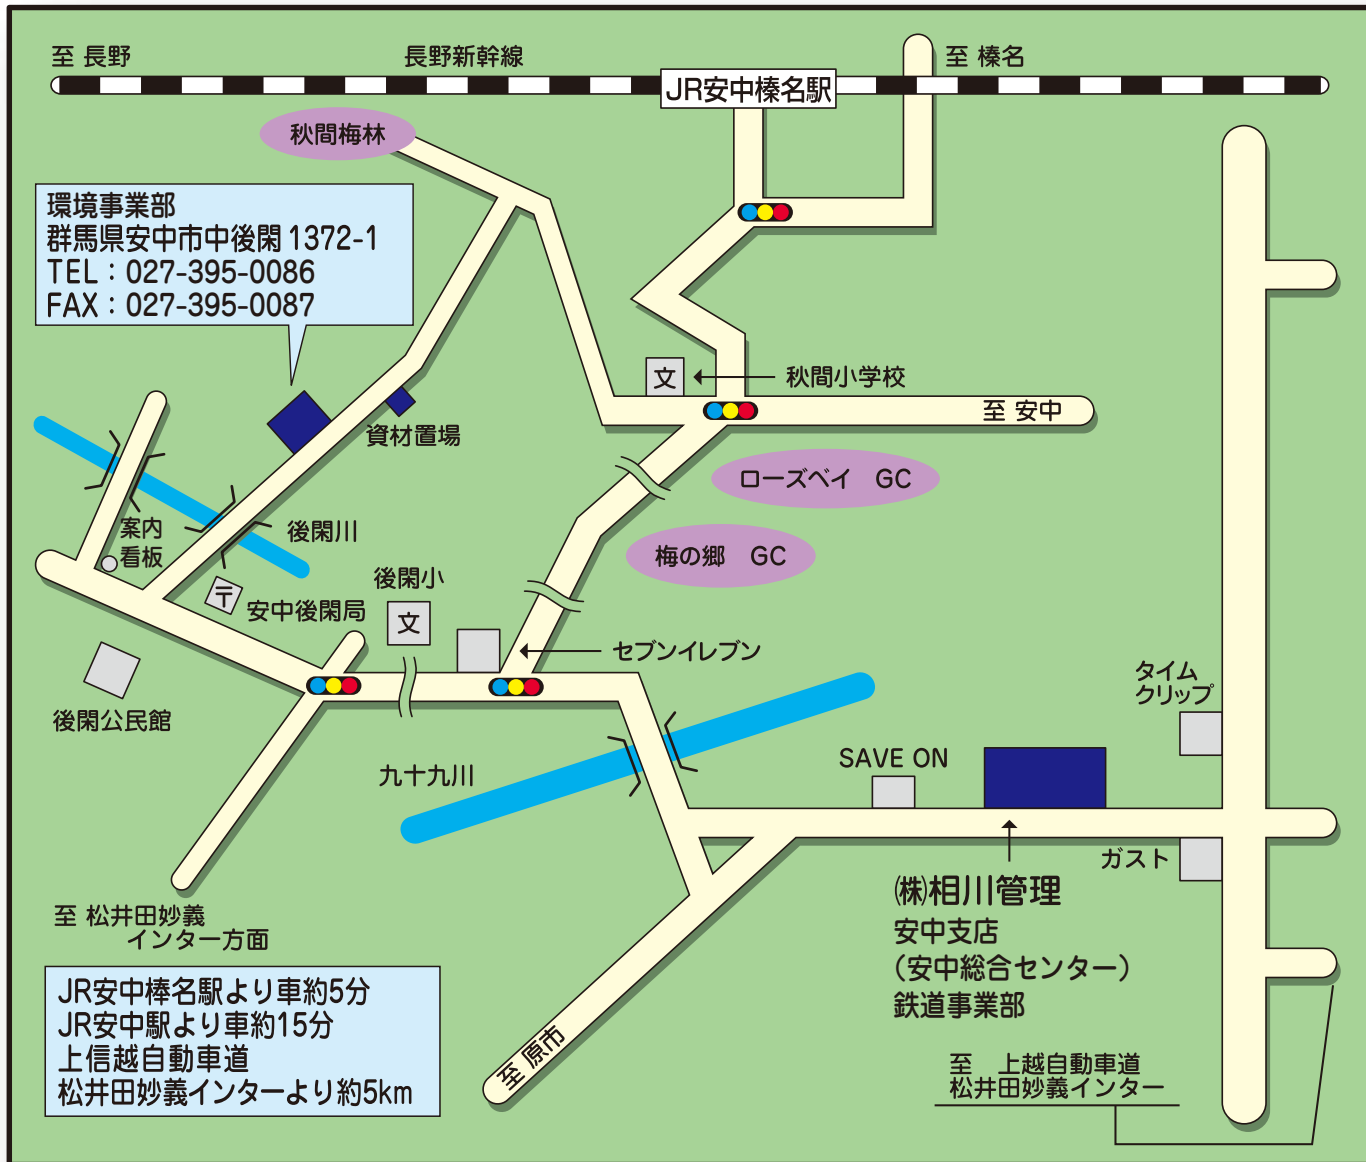 至 長野
長野新幹線
至 榛名
JR安中榛名駅
秋間梅林
環境事業部
群馬県安中市中後閑1372-1
TEL：027-395-0086
FAX：027-395-0087
文
秋間小学校
至 安中
資材置場
ローズベイ GC
梅の郷 GC
案内
看板
後閑川
〒
安中後閑局
後閑小
文
セブンイレブン
後閑公民館
タイム
クリップ
九十九川
SAVE ON
ガスト
㈱相川管理
安中支店
（安中総合センター）
鉄道事業部
至 松井田妙義
インター方面
JR安中榛名駅より車約5分
JR安中駅より車約15分
上信越自動車道
松井田妙義インターより約5km
至 原市
至 上越自動車道
松井田妙義インター